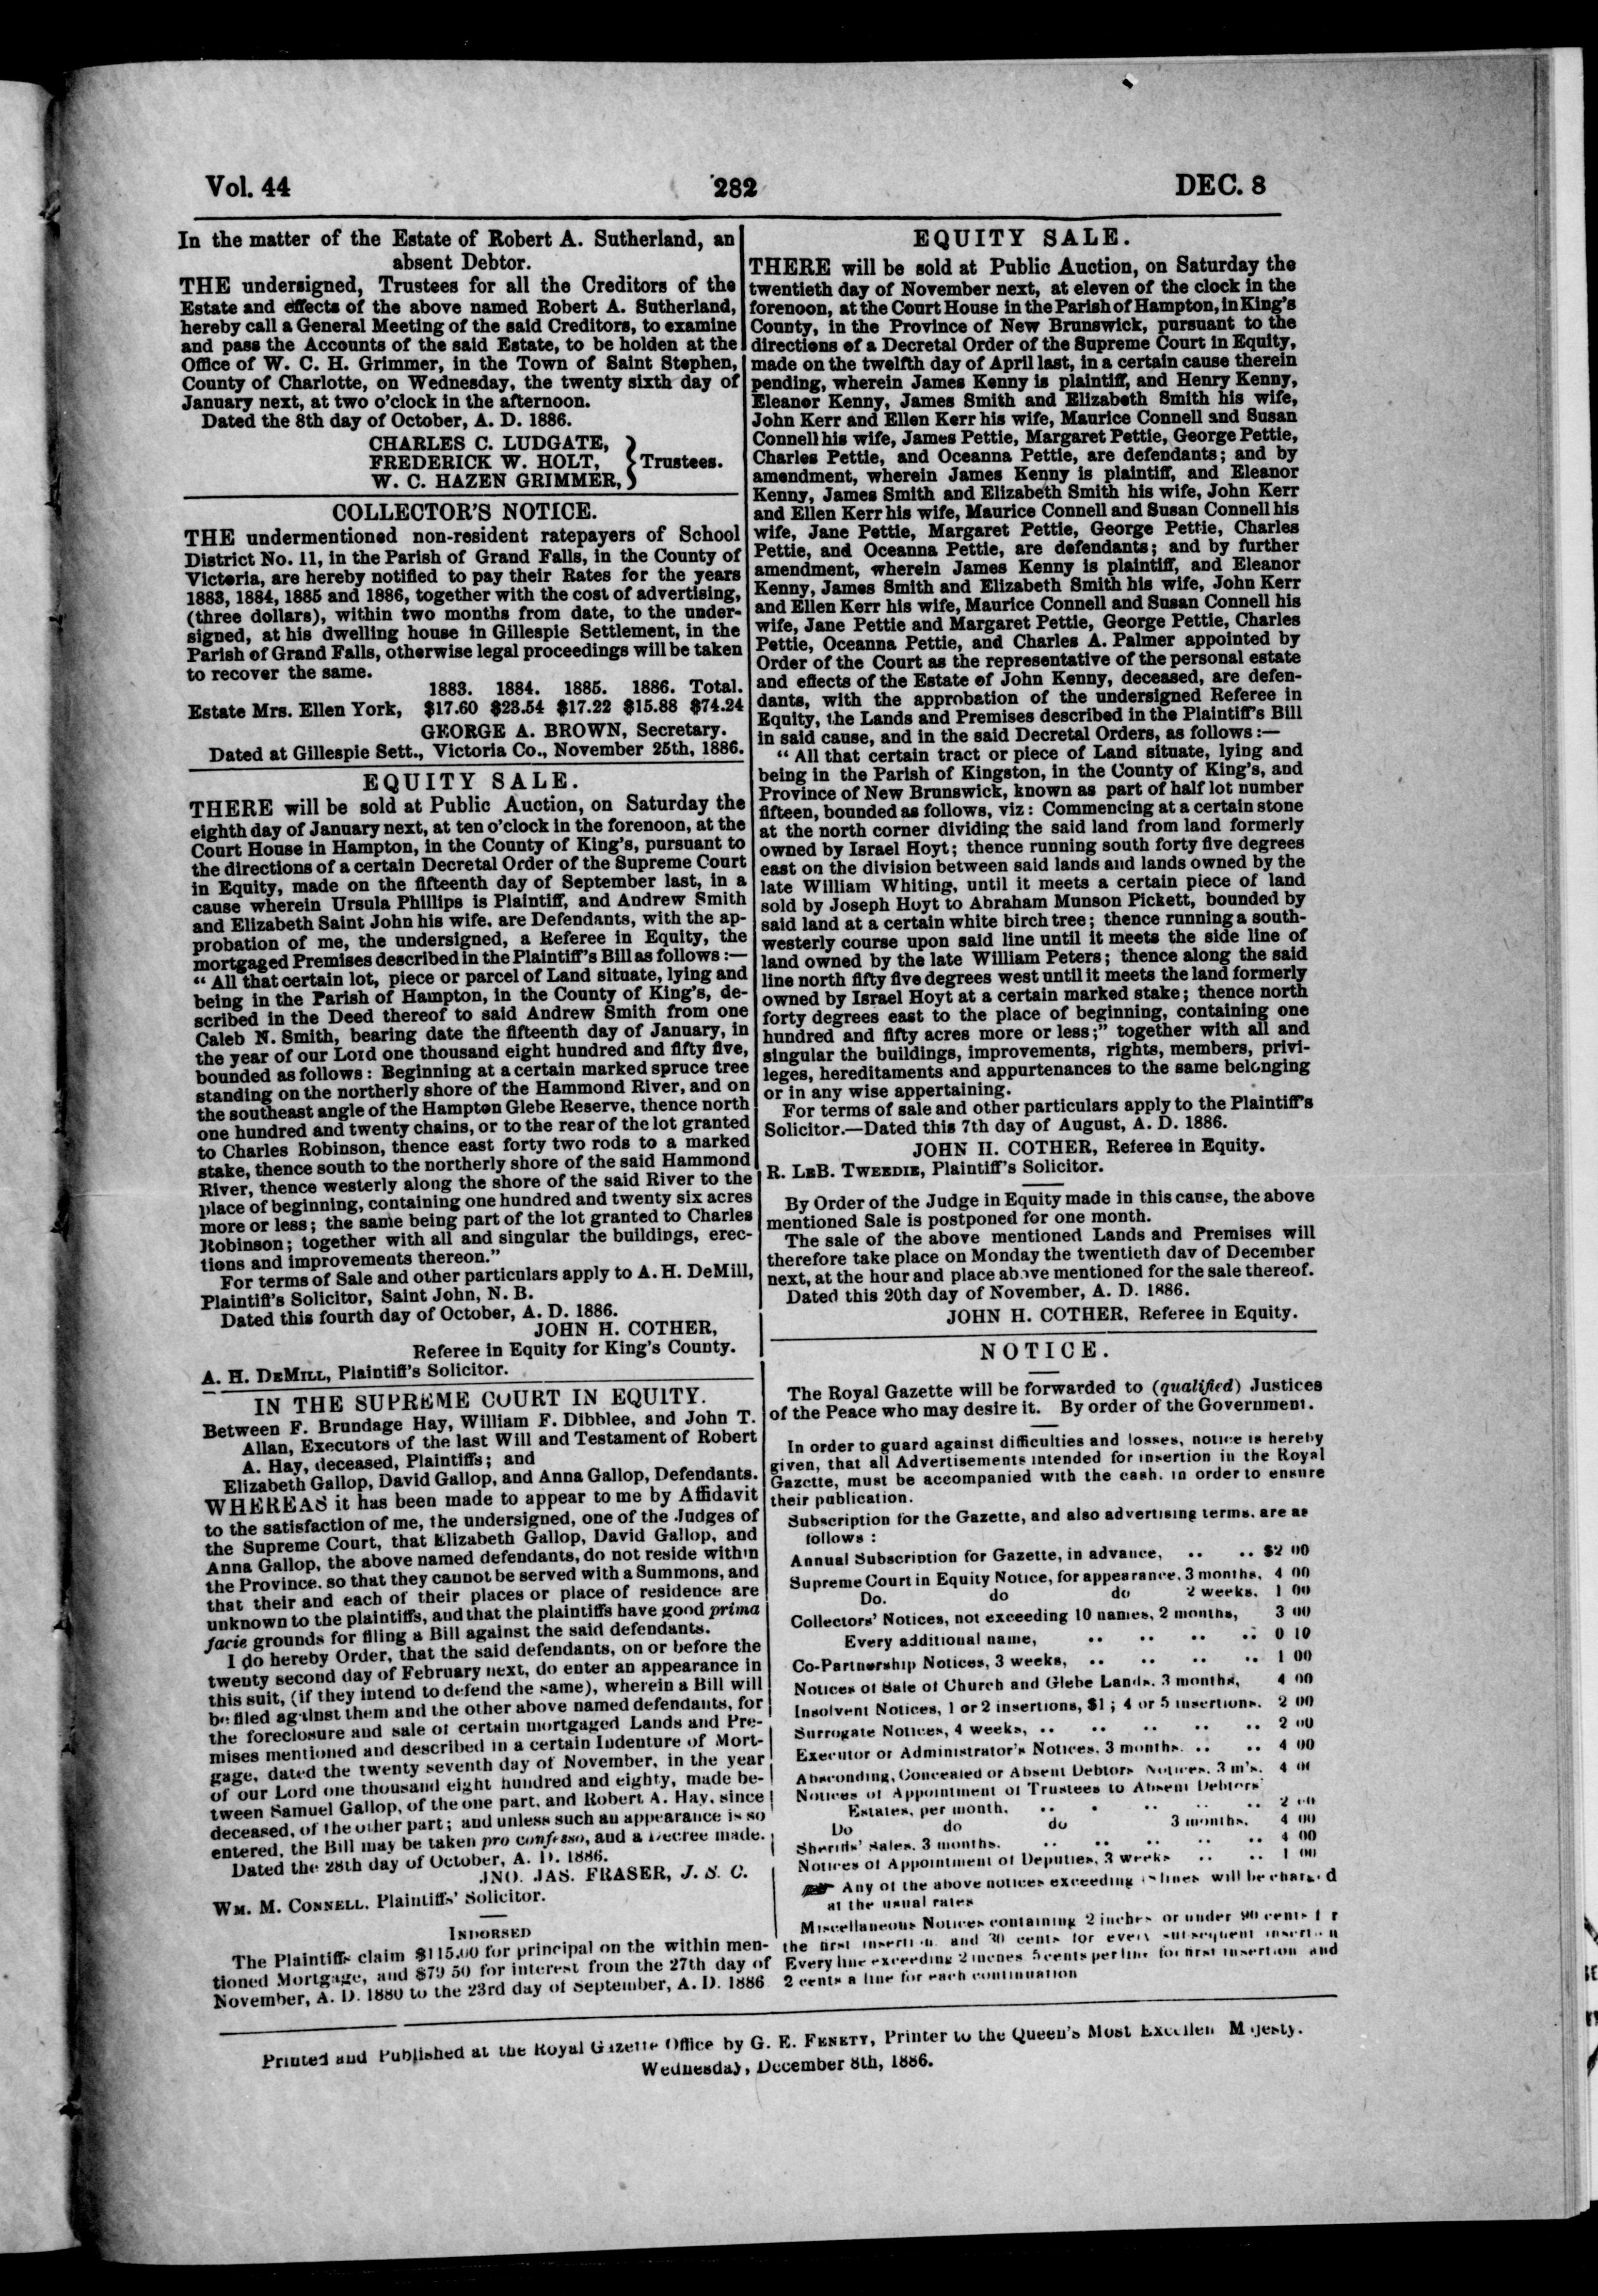 Vol. 44
282
DEC. 8
In the matter of the Estate of Robert A. Sutherland, an
absent Debtor.
THE undersigned, Trustees for all the Creditors of the
Estate and effects of the above named Robert A. Sutherland,
hereby call a General Meeting of the said Creditors, to examine
and pass the Accounts of the said Estate, to be holden at the
Office of W. C. H. Grimmer, in the Town of Saint Stephen,
County of Charlotte, on Wednesday, the twenty sixth day of
January next, at two o'clock in the afternoon.
Dated the 8th day of October, A. D. 1886.
CHARLES C. LUDGATE,
FREDERICK W. HOLT, } Trustees.
W. C. HAZEN GRIMMER,
COLLECTOR'S NOTICE.
THE undermentioned non-resident ratepayers of School
District No. 11, in the Parish of Grand Falls, in the County of
Victoria, are hereby notified to pay their Rates for the years
1883, 1884, 1885 and 1886, together with the cost of advertising,
(three dollars), within two months from date, to the under-
signed, at his dwelling house in Gillespie Settlement, in the
Parish of Grand Falls, otherwise legal proceedings will be taken
to recover the same.
1883. 1884. 1885. 1886. Total.
Estate Mrs. Ellen York, $17.60 $23.54 $17.22 $15.88 $74.24
GEORGE A. BROWN, Secretary.
Dated at Gillespie Sett., Victoria Co., November 25th, 1886.
EQUITY SALE.
THERE will be sold at Public Auction, on Saturday the
eighth day of January next, at ten o'clock in the forenoon, at the
Court House in Hampton, in the County of King's, pursuant to
the directions of a certain Decretal Order of the Supreme Court
in Equity, made on the fifteenth day of September last, in a
cause wherein Ursula Phillips is Plaintiff, and Andrew Smith
and Elizabeth Saint John his wife, are Defendants, with the ap-
probation of me, the undersigned, a Referee in Equity, the
mortgaged Premises described in the Plaintiff's Bill as follows :—
" All that certain lot, piece or parcel of Land situate, lying and
being in the Parish of Hampton, in the County of King's, de-
scribed in the Deed thereof to said Andrew Smith from one
Caleb N. Smith, bearing date the fifteenth day of January, in
the year of our Lord one thousand eight hundred and fifty five,
bounded as follows : Beginning at a certain marked spruce tree
standing on the northerly shore of the Hammond River, and on
the southeast angle of the Hampton Glebe Reserve, thence north
one hundred and twenty chains, or to the rear of the lot granted
to Charles Robinson, thence east forty two rods to a marked
stake, thence south to the northerly shore of the said Hammond
River, thence westerly along the shore of the said River to the
place of beginning, containing one hundred and twenty six acres
more or less; the same being part of the lot granted to Charles
Robinson; together with all and singular the buildings, erec-
tions and improvements thereon."
For terms of Sale and other particulars apply to A. H. DeMill,
Plaintiff's Solicitor, Saint John, N. B.
Dated this fourth day of October, A. D. 1886.
JOHN H. COTHER,
Referee in Equity for King's County.
A. H. DEMILL, Plaintiff's Solicitor.
IN THE SUPREME COURT IN EQUITY.
Between F. Brundage Hay, William F. Dibblee, and John T.
Allan, Executors of the last Will and Testament of Robert
A. Hay, deceased, Plaintiffs; and
Elizabeth Gallop, David Gallop, and Anna Gallop, Defendants.
WHEREAS it has been made to appear to me by Affidavit
to the satisfaction of me, the undersigned, one of the Judges of
the Supreme Court, that Elizabeth Gallop, David Gallop, and
Anna Gallop, the above named defendants, do not reside within
the Province, so that they cannot be served with a Summons, and
that their and each of their places or place of residence are
unknown to the plaintiffs, and that the plaintiffs have good prima
facie grounds for filing a Bill against the said defendants.
I do hereby Order, that the said defendants, on or before the
twenty second day of February next, do enter an appearance in
this suit, (if they intend to defend the same), wherein a Bill will
be filed against them and the other above named defendants, for
the foreclosure and sale of certain mortgaged Lands and Pre-
mises mentioned and described in a certain Indenture of Mort-
gage, dated the twenty seventh day of November, in the year
of our Lord one thousand eight hundred and eighty, made be-
tween Samuel Gallop, of the one part, and Robert A. Hay, since
deceased, of the other part; and unless such an appearance is so
entered, the Bill may be taken pro confesso, and a Decree made.
Dated the 28th day of October, A. D. 1886.
JNO. JAS. FRASER, J. S. C.
WM. M. CONNELL, Plaintiffs' Solicitor.
INDORSED
The Plaintiffs claim $115.00 for principal on the within men-
tioned Mortgage, and $79 50 for interest from the 27th day of
November, A. D. 1880 to the 23rd day of September, A. D. 1886
EQUITY SALE.
THERE will be sold at Public Auction, on Saturday the
twentieth day of November next, at eleven of the clock in the
forenoon, at the Court House in the Parish of Hampton, in King's
County, in the Province of New Brunswick, pursuant to the
directions of a Decretal Order of the Supreme Court in Equity,
made on the twelfth day of April last, in a certain cause therein
pending, wherein James Kenny is plaintiff, and Henry Kenny,
Eleanor Kenny, James Smith and Elizabeth Smith his wife,
John Kerr and Ellen Kerr his wife, Maurice Connell and Susan
Connell his wife, James Pettie, Margaret Pettie, George Pettie,
Charles Pettie, and Oceanna Pettie, are defendants; and by
amendment, wherein James Kenny is plaintiff, and Eleanor
Kenny, James Smith and Elizabeth Smith his wife, John Kerr
and Ellen Kerr his wife, Maurice Connell and Susan Connell his
wife, Jane Pettie, Margaret Pettie, George Pettie, Charles
Pettie, and Oceanna Pettie, are defendants; and by further
amendment, wherein James Kenny is plaintiff, and Eleanor
Kenny, James Smith and Elizabeth Smith his wife, John Kerr
and Ellen Kerr his wife, Maurice Connell and Susan Connell his
wife, Jane Pettie and Margaret Pettie, George Pettie, Charles
Pettie, Oceanna Pettie, and Charles A. Palmer appointed by
Order of the Court as the representative of the personal estate
and effects of the Estate of John Kenny, deceased, are defen-
dants, with the approbation of the undersigned Referee in
Equity, the Lands and Premises described in the Plaintiff's Bill
in said cause, and in the said Decretal Orders, as follows :—
" All that certain tract or piece of Land situate, lying and
being in the Parish of Kingston, in the County of King's, and
Province of New Brunswick, known as part of half lot number
fifteen, bounded as follows, viz : Commencing at a certain stone
at the north corner dividing the said land from land formerly
owned by Israel Hoyt; thence running south forty five degrees
east on the division between said lands and lands owned by the
late William Whiting, until it meets a certain piece of land
sold by Joseph Hoyt to Abraham Munson Pickett, bounded by
said land at a certain white birch tree; thence running a south-
westerly course upon said line until it meets the side line of
land owned by the late William Peters; thence along the said
line north fifty five degrees west until it meets the land formerly
owned by Israel Hoyt at a certain marked stake; thence north
forty degrees east to the place of beginning, containing one
hundred and fifty acres more or less;" together with all and
singular the buildings, improvements, rights, members, privi-
leges, hereditaments and appurtenances to the same belonging
or in any wise appertaining.
For terms of sale and other particulars apply to the Plaintiff's
Solicitor.—Dated this 7th day of August, A. D. 1886.
JOHN H. COTHER, Referee in Equity.
R. LEB. TWEEDIE, Plaintiff's Solicitor.
By Order of the Judge in Equity made in this cause, the above
mentioned Sale is postponed for one month.
The sale of the above mentioned Lands and Premises will
therefore take place on Monday the twentieth day of December
next, at the hour and place above mentioned for the sale thereof.
Dated this 20th day of November, A. D. 1886.
JOHN H. COTHER, Referee in Equity.
NOTICE.
The Royal Gazette will be forwarded to (qualified) Justices
of the Peace who may desire it. By order of the Government.
In order to guard against difficulties and losses, notice is hereby
given, that all Advertisements intended for insertion in the Royal
Gazette, must be accompanied with the cash, in order to ensure
their publication.
Subscription for the Gazette, and also advertising terms, are as
follows :
Annual Subscription for Gazette, in advance, .. .. $2 00
Supreme Court in Equity Notice, for appearance, 3 months, 4 00
Do. do do 2 weeks, 1 00
Collectors' Notices, not exceeding 10 names, 2 months, 3 00
Every additional name, .. .. .. .. 0 10
Co-Partnership Notices, 3 weeks, .. .. .. .. 1 00
Notices of Sale of Church and Glebe Lands, 3 months, 4 00
Insolvent Notices, 1 or 2 insertions, $1 ; 4 or 5 insertions, 2 00
Surrogate Notices, 4 weeks, .. .. .. .. .. 2 00
Executor or Administrator's Notices, 3 months, .. .. 4 00
Absconding, Concealed or Absent Debtors Notices, 3 m's. 4 00
Notices of Appointment of Trustees to Absent Debtors'
Estates, per month, .. . .. .. .. 2 00
Do do do 3 months, 4 00
Sheriffs' Sales, 3 months. .. .. .. .. .. 4 00
Notices of Appointment of Deputies, 3 weeks .. .. 1 00
Any of the above notices exceeding lines will be charged
at the usual rates
Miscellaneous Notices containing 2 inches or under 90 cents for
the first insertion, and 30 cents for every subsequent insertion
Every line exceeding 2 inches 5 cents per line for first insertion and
2 cents a line for each continuation
Printed and Published at the Royal Gazette Office by G. E. FENETY, Printer to the Queen's Most Excellent Majesty.
Wednesday, December 8th, 1886.